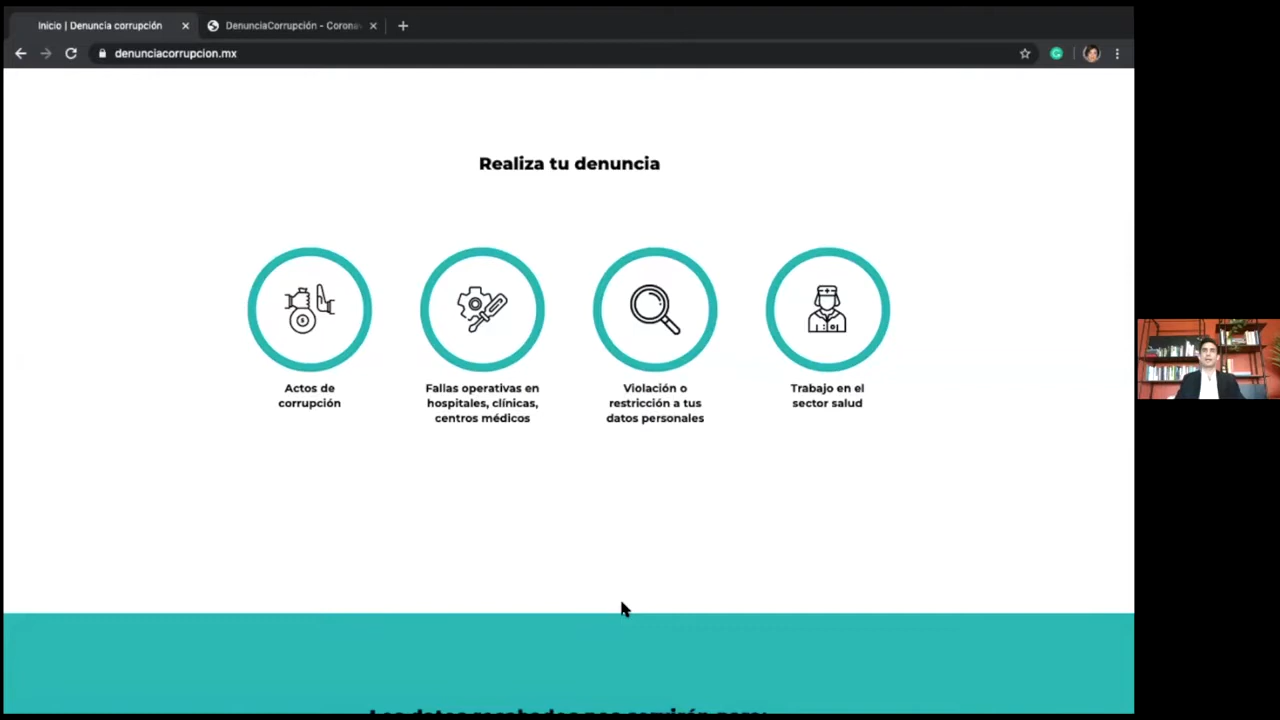 Inicio | Denuncia corrupción
DenunciaCorrupción - Corona
denunciacorrupcion.mx
Realiza tu denuncia
Actos de
corrupción
Fallas operativas en
hospitales, clínicas,
centros médicos
Violación o
restricción a tus
datos personales
Trabajo en el
sector salud